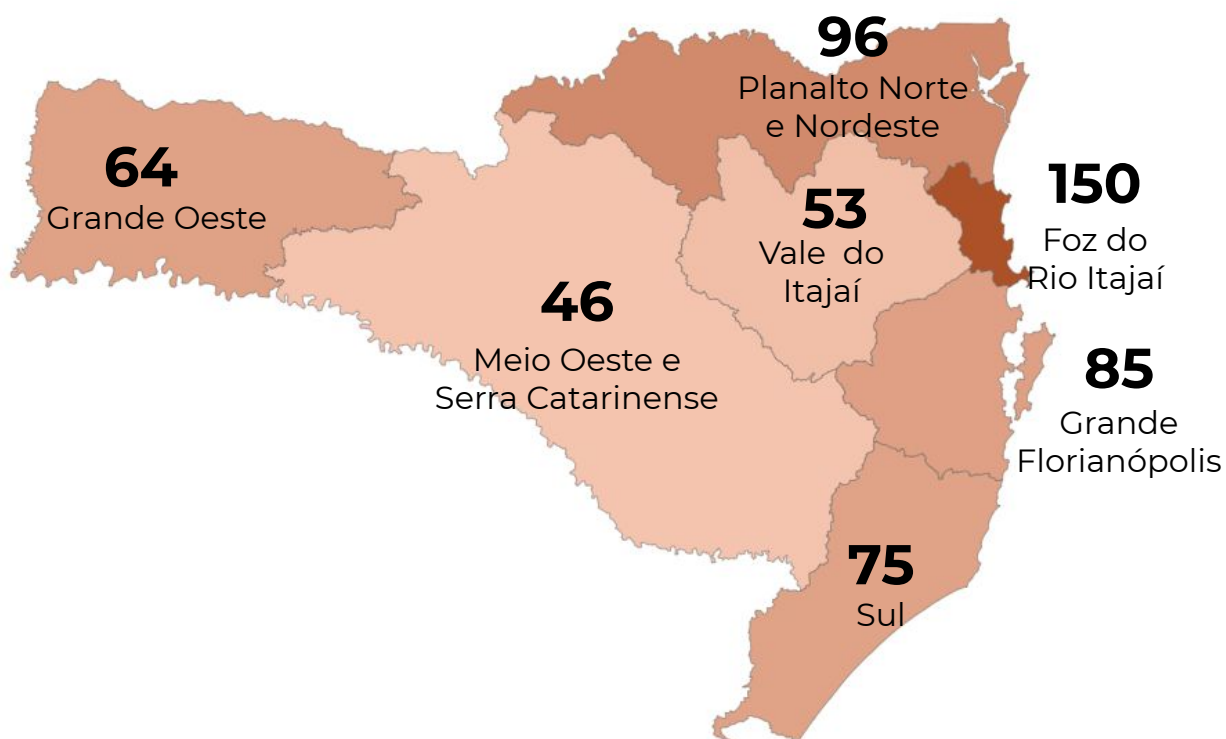 96
Planalto Norte
e Nordeste
64
Grande Oeste
150
Foz do
Rio Itajaí
53
Vale do
Itajaí
46
Meio Oeste e
Serra Catarinense
85
Grande
Florianópolis
75
Sul